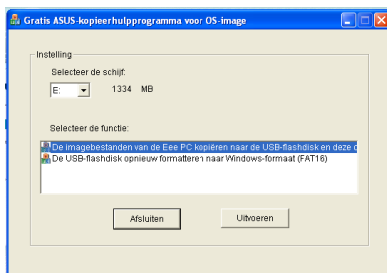 Gratis ASUS-kopieerhulpprogramma voor OS-image
Instelling
Selecteer de schijf:
E: 1334 MB
Selecteer de functie:
De imagebestanden van de Eee PC kopiëren naar de USB-flashdisk en deze o
De USB-flashdisk opnieuw formatteren naar Windows-formaat (FAT16)
Afsluiten Uitvoeren